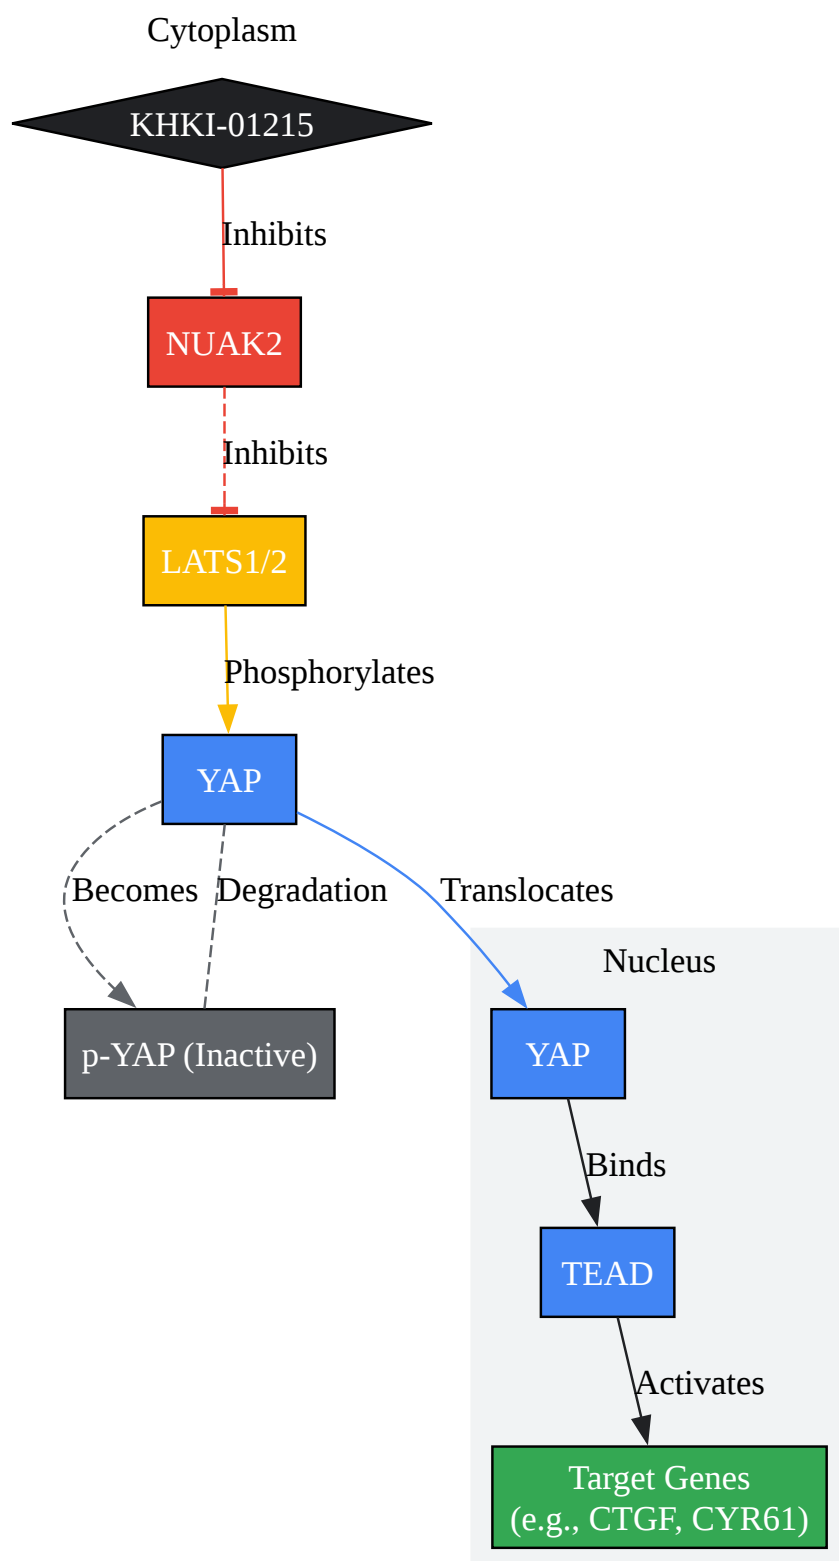 Cytoplasm
KHKI-01215
Inhibits
NUAK2
Inhibits
LATS1/2
Phosphorylates
YAP
Becomes
Degradation
Translocates
Nucleus
p-YAP (Inactive)
YAP
Binds
TEAD
Activates
Target Genes
(e.g., CTGF, CYR61)